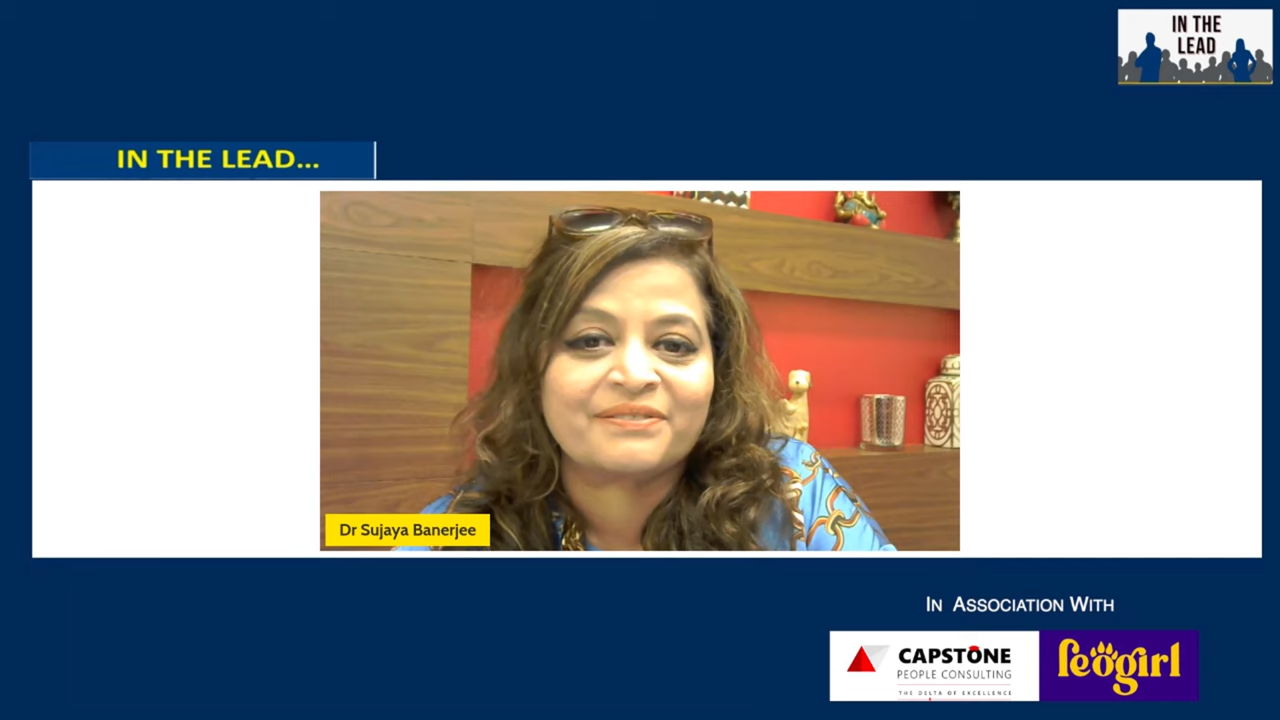 IN THE
LEAD
IN THE LEAD...
Dr Sujaya Banerjee
IN ASSOCIATION WITH
CAPSTONE
PEOPLE CONSULTING
THE DELTA OF EXCELLENCE
feogirl